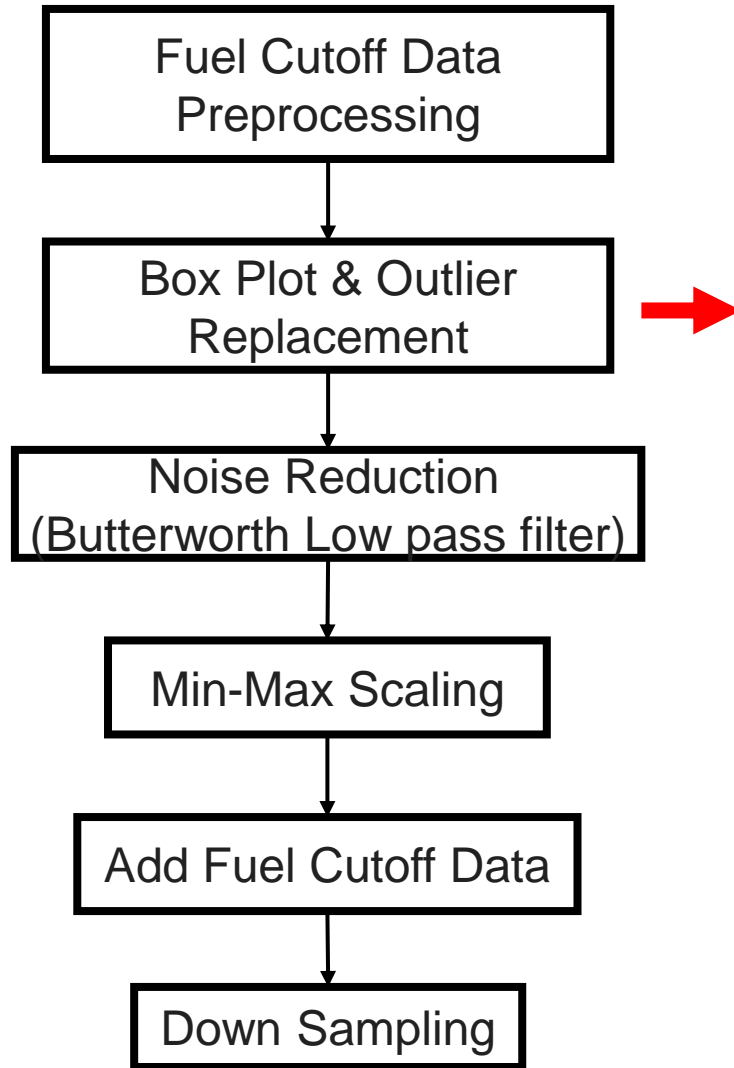 Fuel Cutoff Data
Preprocessing
Box Plot & Outlier
Replacement
Noise Reduction
(Butterworth Low pass filter)
Min-Max Scaling
Add Fuel Cutoff Data
Down Sampling